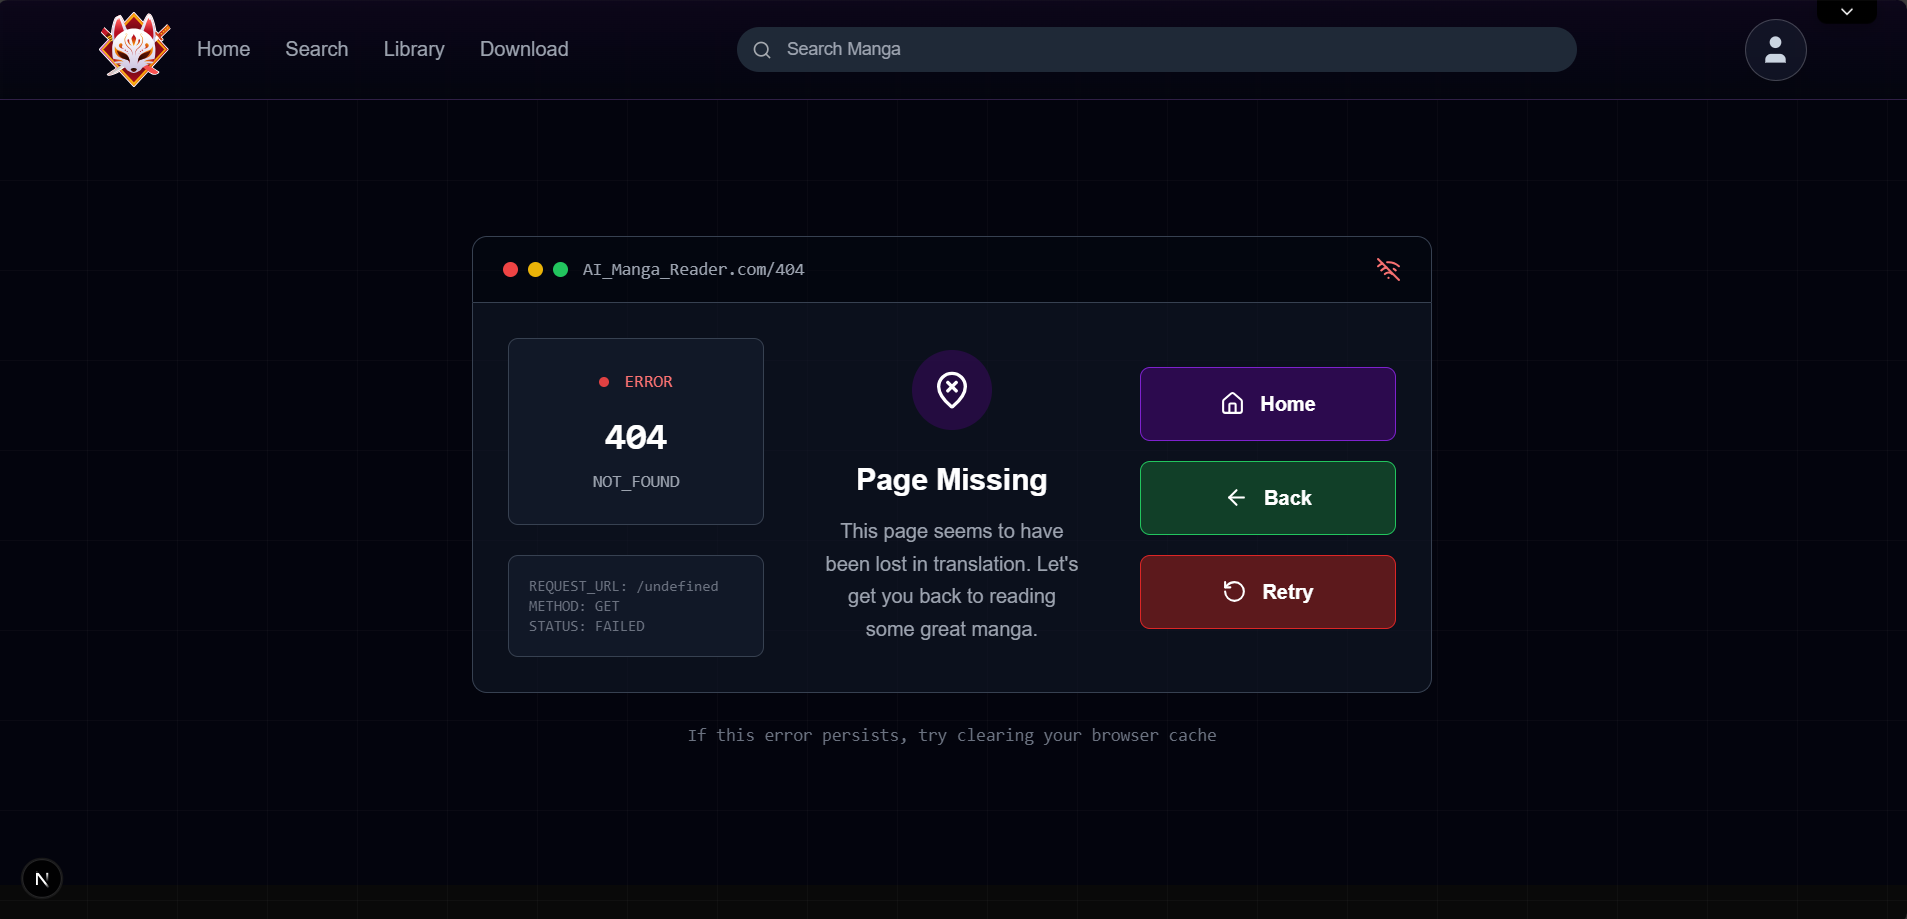 Home
Search
Library
Download
Search Manga
AI_Manga_Reader.com/404
ERROR
404
NOT_FOUND
REQUEST_URL: /undefined
METHOD: GET
STATUS: FAILED
Page Missing
This page seems to have
been lost in translation. Let's
get you back to reading
some great manga.
Home
Back
Retry
If this error persists, try clearing your browser cache
N